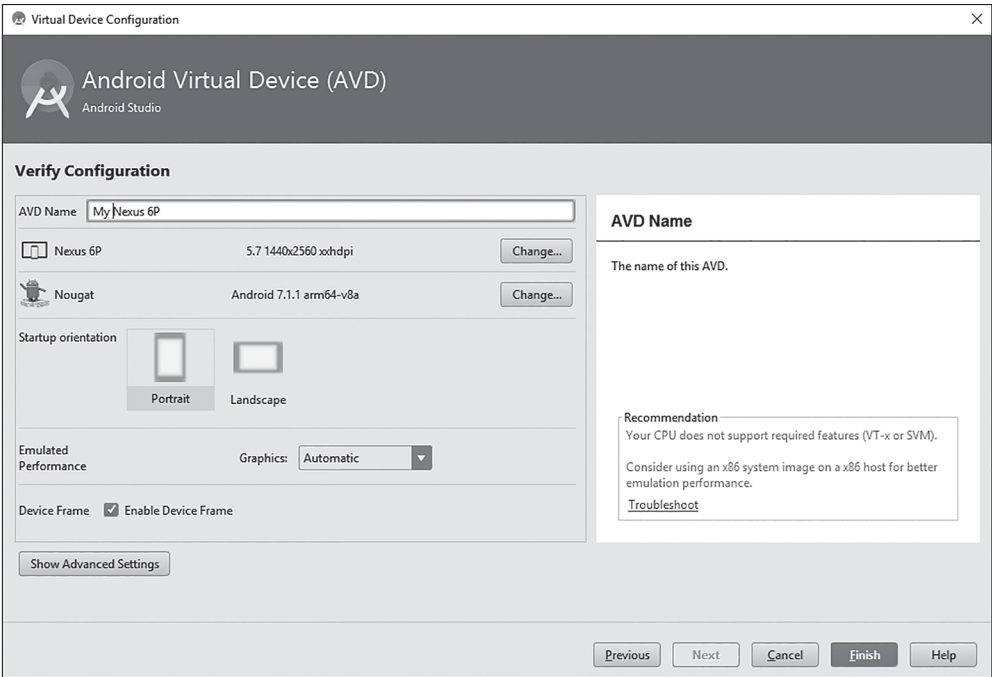 Virtual Device Configuration
Android Virtual Device (AVD)
Android Studio
Verify Configuration
AVD Name My Nexus 6P
Nexus 6P 5.7 1440x2560 xxhdpi Change...
Nougat Android 7.1.1 arm64-v8a Change...
Startup orientation
Portrait Landscape
Emulated
Performance
Graphics: Automatic
Device Frame Enable Device Frame
Show Advanced Settings
AVD Name
The name of this AVD.
Recommendation
Your CPU does not support required features (VT-x or SVM).
Consider using an x86 system image on a x86 host for better
emulation performance.
Troubleshoot
Previous Next Cancel Finish Help